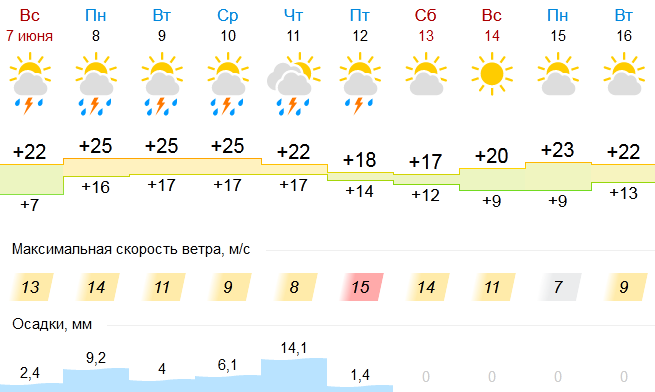 Вс Пн Вт Ср Чт Пт Сб Вс Пн Вт
7 июня 8 9 10 11 12 13 14 15 16
+22 +25 +25 +25 +22 +18 +17 +20 +23 +22
+7 +16 +17 +17 +17 +14 +12 +9 +9 +13
Максимальная скорость ветра, м/с
13 14 11 9 8 15 14 11 7 9
Осадки, мм
2,4 9,2 4 6,1 14,1 1,4 0 0 0 0